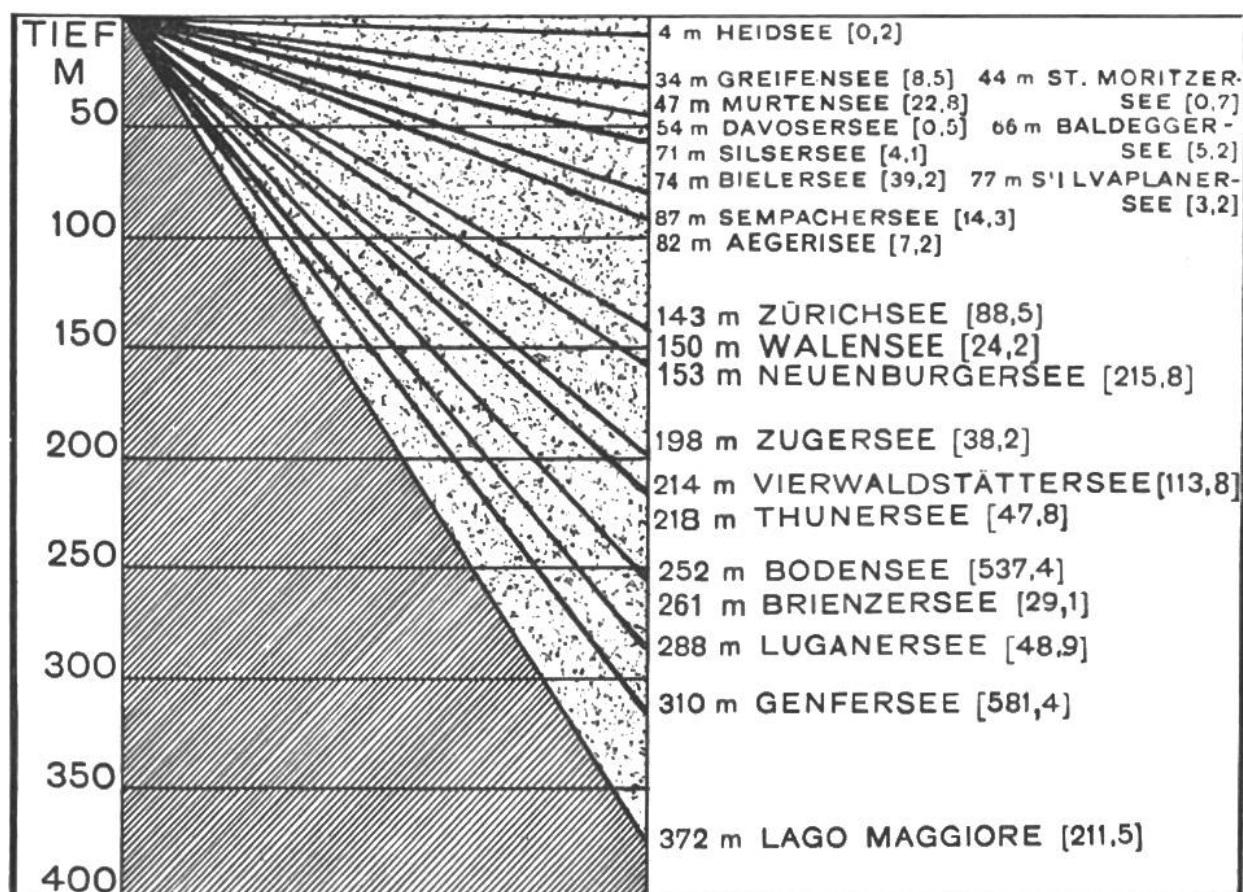 TIEF
M
50
100
150
200
250
300
350
400
4 m HEIDSEE [0,2]
34 m GREIFENSEE [8,5] 44 m ST. MORITZER-
47 m MURTENSEE [22,8] SEE [0,7]
54 m DAVOSERSEE [0,5] 66 m BALDEGGER-
71 m SILSERSEE [4,1] SEE [5,2]
74 m BIELERSEE [39,2] 77 m S'ILVAPLANER-
SEE [3,2]
87 m SEMPACHERSEE [14,3]
82 m AEGERISEE [7,2]
143 m ZÜRICHSEE [88,5]
150 m WALENSEE [24,2]
153 m NEUENBURGERSEE [215,8]
198 m ZUGERSEE [38,2]
214 m VIERWALDSTÄTTERSEE [113,8]
218 m THUNERSEE [47,8]
252 m BODENSEE [537,4]
261 m BRIENZERSEE [29,1]
288 m LUGANERSEE [48,9]
310 m GENFERSEE [581,4]
372 m LAGO MAGGIORE [211,5]